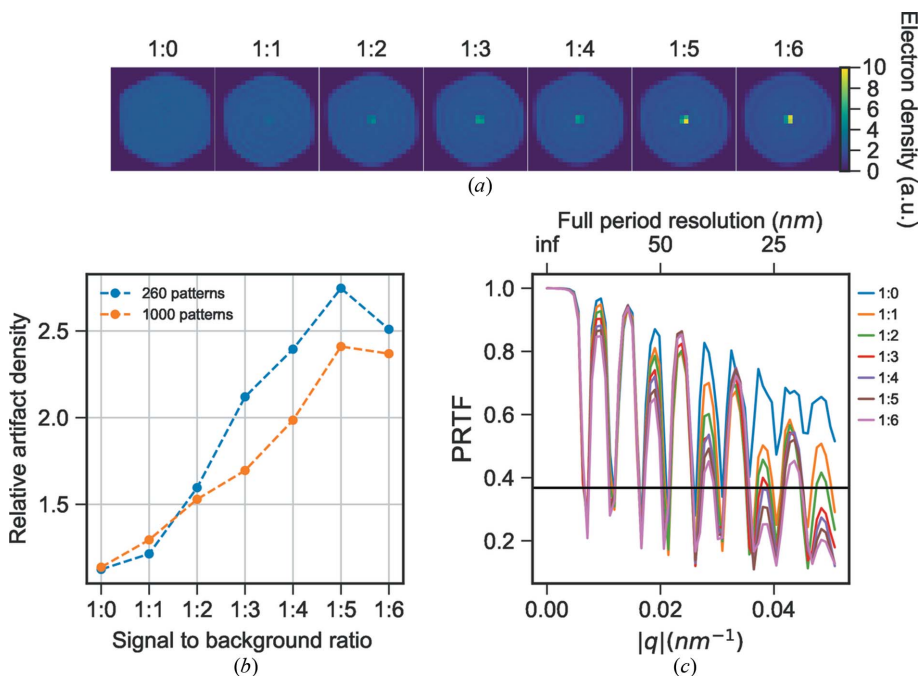 1:0 1:1 1:2 1:3 1:4 1:5 1:6
10
8
6
4
2
0
Electron density (a.u.)
(a)
2.5
2.0
1.5
Relative artifact density
260 patterns
1000 patterns
1:0 1:1 1:2 1:3 1:4 1:5 1:6
Signal to background ratio
(b)
Full period resolution (nm)
inf 50 25
1.0
0.8
0.6
0.4
0.2
PRTF
1:0
1:1
1:2
1:3
1:4
1:5
1:6
0.00 0.02 0.04
|q|(nm⁻¹)
(c)